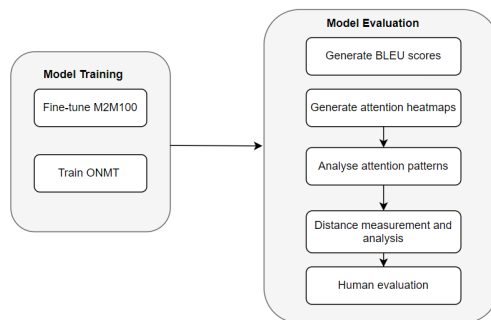 Model Training
Fine-tune M2M100
Train ONMT
Model Evaluation
Generate BLEU scores
Generate attention heatmaps
Analyse attention patterns
Distance measurement and
analysis
Human evaluation